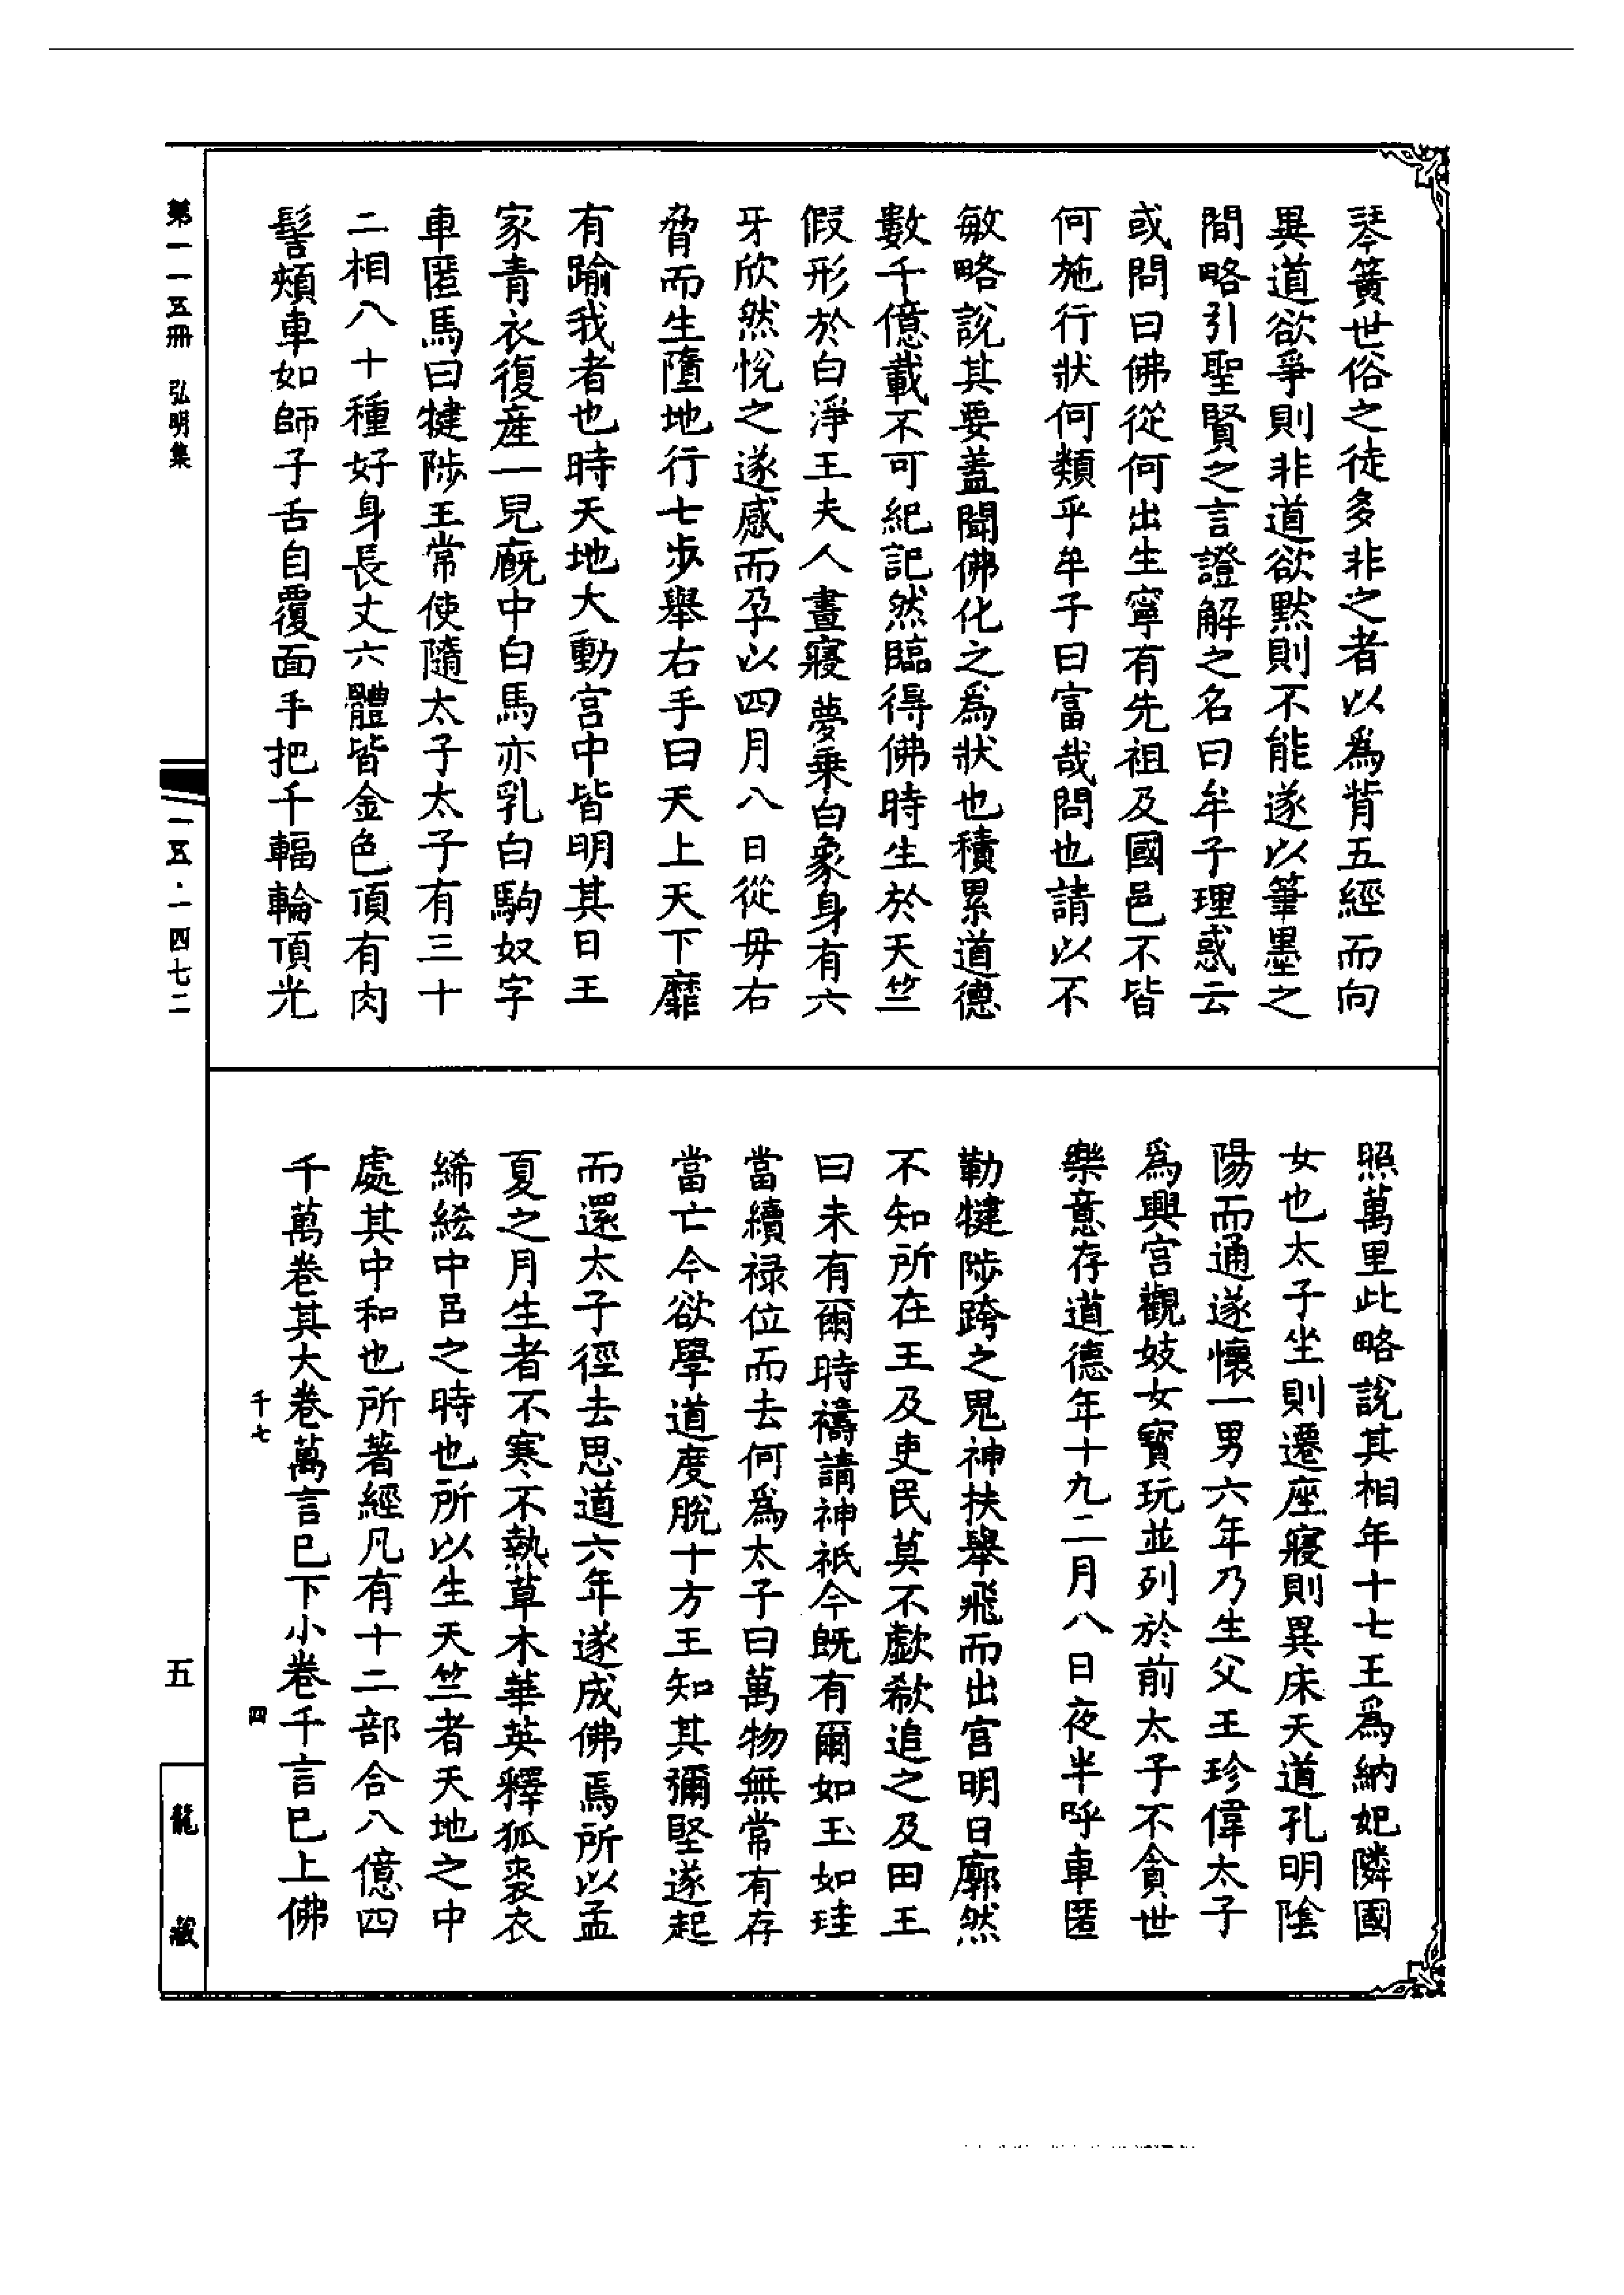 琴簧世俗之徒多非之者以爲背五經而向
異道欲爭則非道欲默則不能遂以筆墨之
間略引聖賢之言證解之名曰牟子理惑云
或問曰佛從何出生寧有先祖及國邑不皆
何施行狀何類乎牟子曰富哉問也請以不
敏略說其要蓋聞佛化之爲狀也積累道德
數千億載不可紀記然臨得佛時生於天竺
假形於白淨王夫人晝寢夢乗白象身有六
牙欣然悅之遂感而孕以四月八日從毋右
脅而生墮地行七步舉右手曰天上天下靡
有踰我者也時天地大動宮中皆明其日王
家青衣復産一兒廐中白馬亦乳白駒奴字
車匿馬曰犍陟王常使隨太子太子有三十
二相八十種好身長丈六體皆金色頂有肉
髻頰車如師子舌自覆面手把千輻輪頂光
照萬里此略說其相年十七王爲納妃隣國
女也太子坐則遷座寢則異床天道孔明陰
陽而通遂懷一男六年乃生父王珍偉太子
爲興宮觀妓女寶玩並列於前太子不貪世
樂意存道德年十九二月八日夜半呼車匿
勒犍陟跨之鬼神扶舉飛而出宮明日廓然
不知所在王及吏民莫不歔欷追之及田王
曰未有爾時禱請神祇今旣有爾如玉如珪
當續禄位而去何爲太子曰萬物無常有存
當亡今欲學道度脫十方王知其彌堅遂起
而還太子徑去思道六年遂成佛焉所以孟
夏之月生者不寒不熱草木華英釋狐裘衣
絺綌中呂之時也所以生天竺者天地之中
處其中和也所著經凡有十二部合八億四
千萬卷其大卷萬言巳下小卷千言巳上佛
千七
四
第一一五冊 弘明集
一五·一四七二
五
龍藏